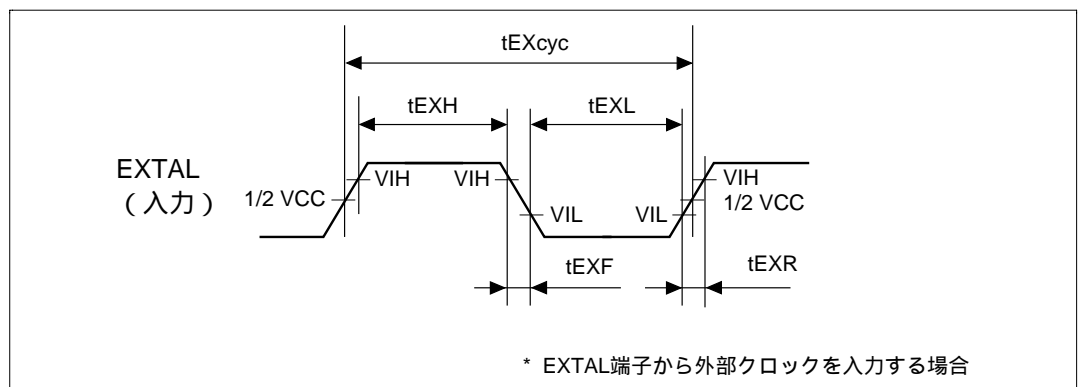 tEXcyc
tEXH
tEXL
EXTAL
（入力）
1/2 VCC
VIH
VIH
VIL
VIL
VIH
1/2 VCC
tEXF
tEXR
* EXTAL端子から外部クロックを入力する場合